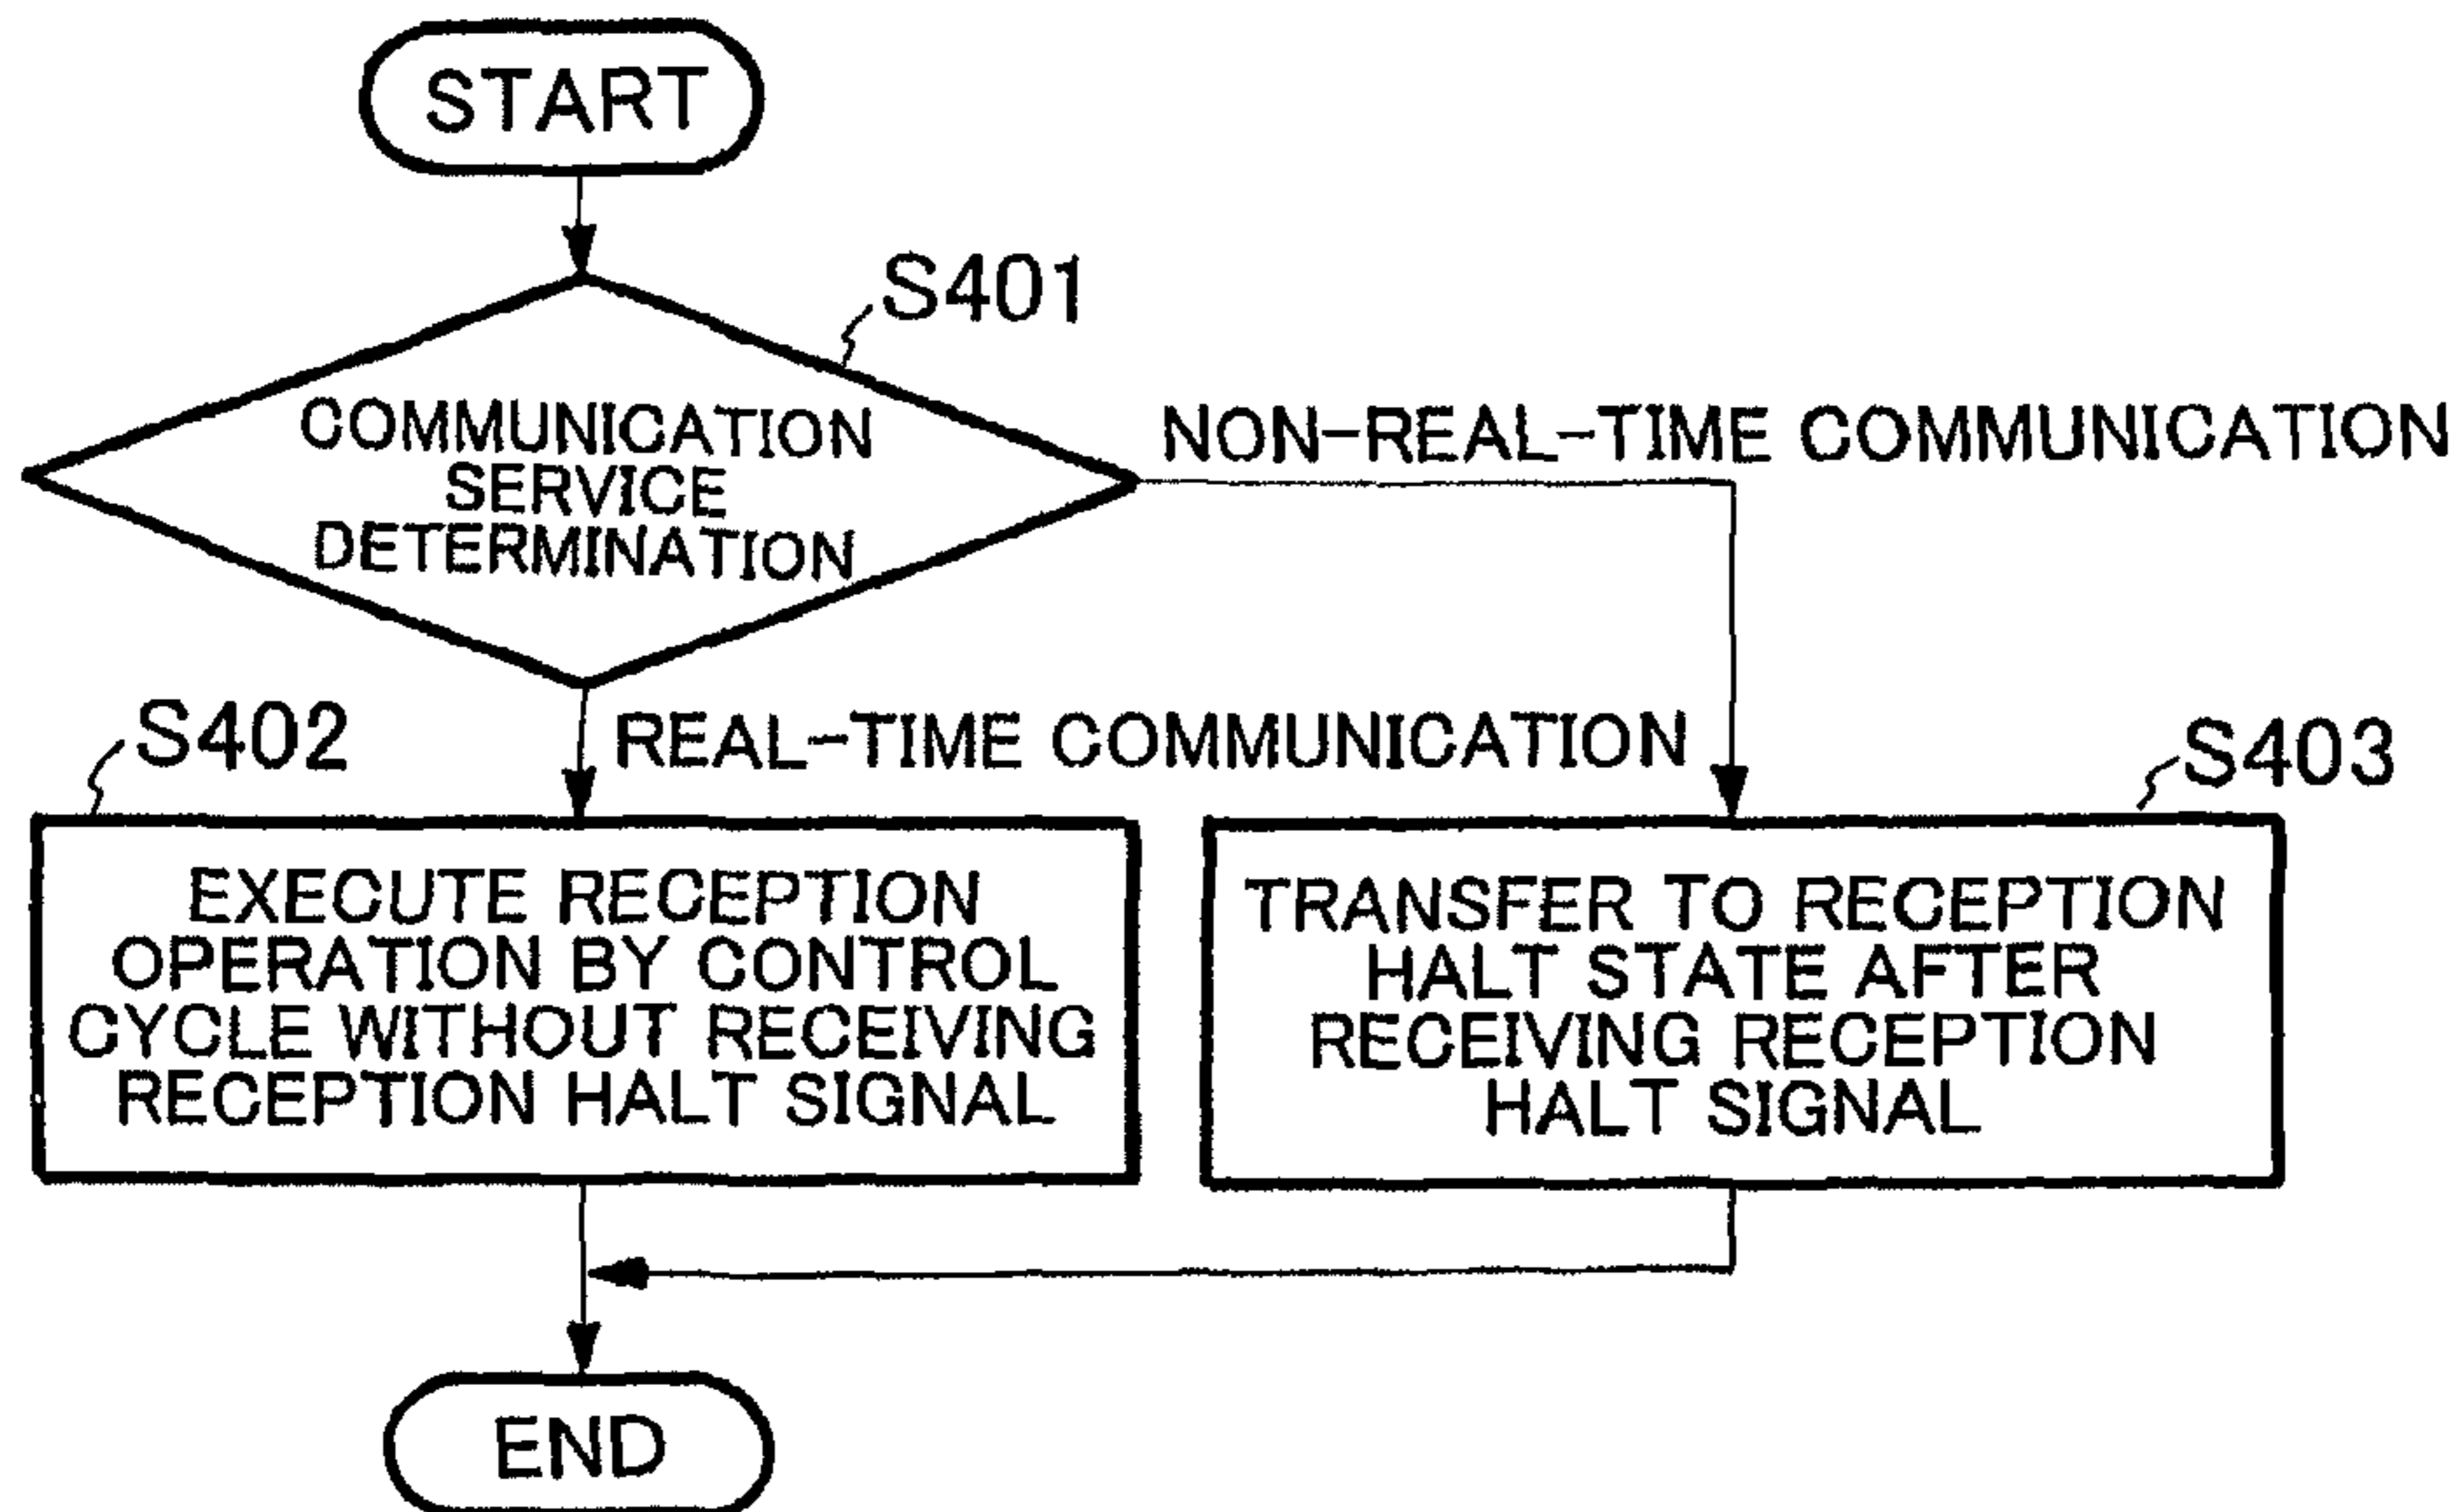 START
S401
COMMUNICATION
SERVICE
DETERMINATION
NON-REAL-TIME COMMUNICATION
S402
REAL-TIME COMMUNICATION
S403
EXECUTE RECEPTION
OPERATION BY CONTROL
CYCLE WITHOUT RECEIVING
RECEPTION HALT SIGNAL
TRANSFER TO RECEPTION
HALT STATE AFTER
RECEIVING RECEPTION
HALT SIGNAL
END